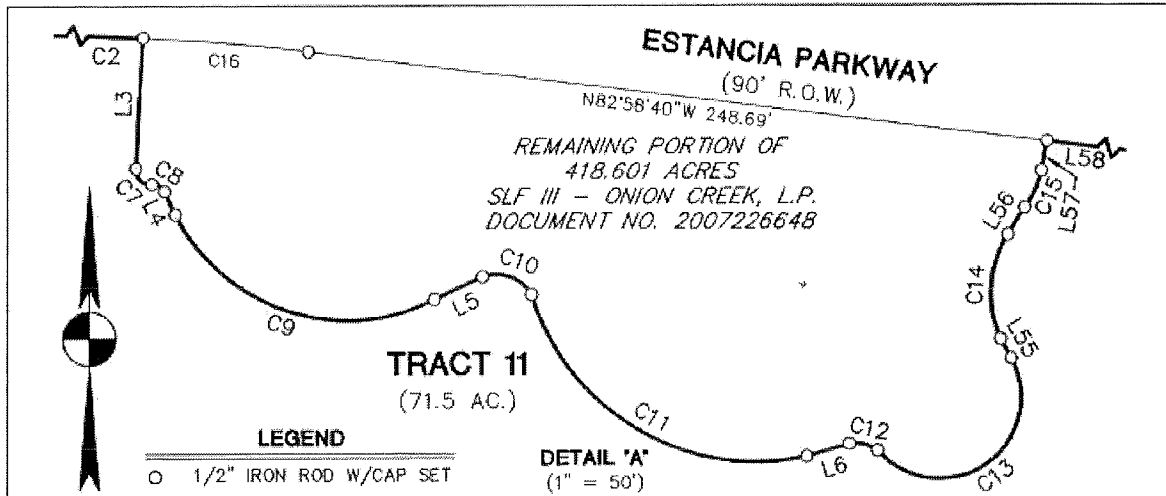 C2
C16
ESTANCIA PARKWAY
(90' R.O.W.)
N82°58'40"W 248.69'
L3
REMAINING PORTION OF
418.601 ACRES
SLF III – ONION CREEK, L.P.
DOCUMENT NO. 2007226648
L58
C15
L57
L56
C8
C7
L4
C10
L5
C9
C14
L55
TRACT 11
(71.5 AC.)
C11
C12
L6
C13
LEGEND
1/2" IRON ROD W/CAP SET
DETAIL "A"
(1" = 50')